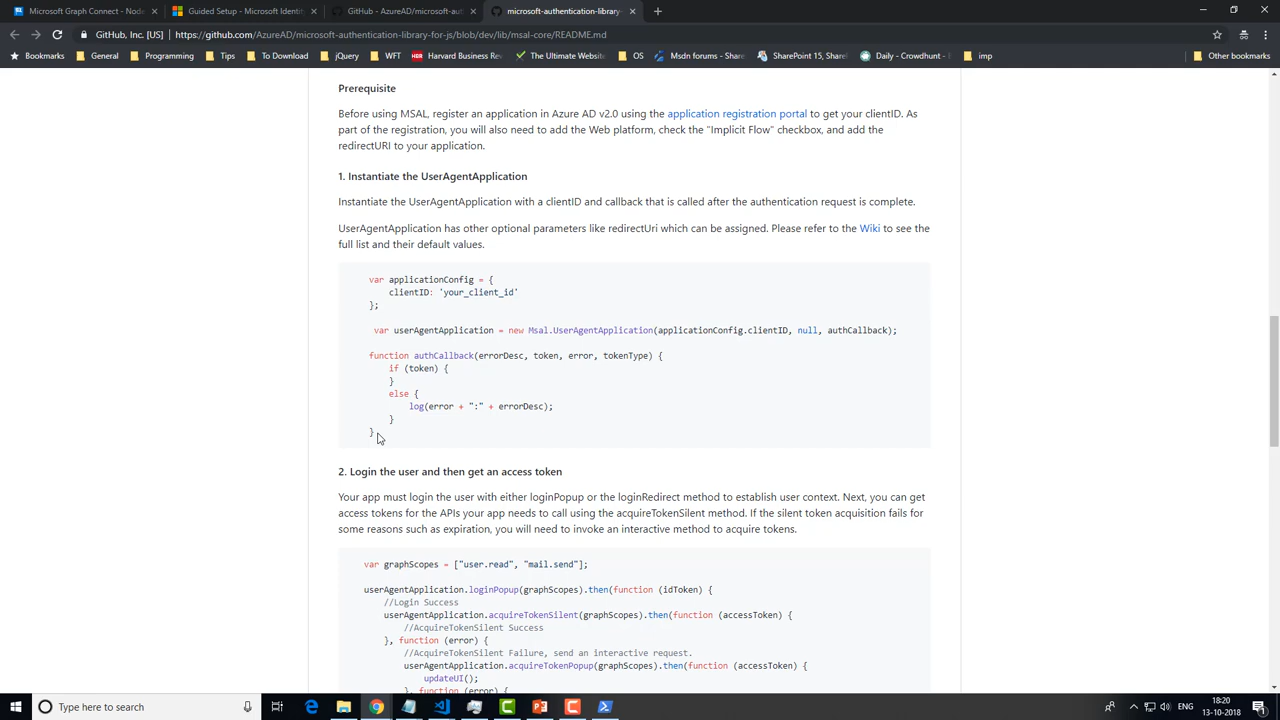 Microsoft Graph Connect - Node
Guided Setup - Microsoft Identit
GitHub - AzureAD/microsoft-auth
microsoft-authentication-library-
GitHub, Inc. [US]
https://github.com/AzureAD/microsoft-authentication-library-for-js/blob/dev/lib/msal-core/README.md
Bookmarks
General
Programming
Tips
To Download
jQuery
WFT
Harvard Business Re
The Ultimate Website
OS
Msdn forums - Share
SharePoint 15, Share
Daily - Crowdhunt -
imp
Other bookmarks
Prerequisite
Before using MSAL, register an application in Azure AD v2.0 using the application registration portal to get your clientID. As
part of the registration, you will also need to add the Web platform, check the "Implicit Flow" checkbox, and add the
redirectURI to your application.
1. Instantiate the UserAgentApplication
Instantiate the UserAgentApplication with a clientID and callback that is called after the authentication request is complete.
UserAgentApplication has other optional parameters like redirectUri which can be assigned. Please refer to the Wiki to see the
full list and their default values.
var applicationConfig = {
clientID: 'your_client_id'
};
var userAgentApplication = new Msal.UserAgentApplication(applicationConfig.clientID, null, authCallback);
function authCallback(errorDesc, token, error, tokenType) {
if (token) {
}
else {
log(error + ":" + errorDesc);
}
}
2. Login the user and then get an access token
Your app must login the user with either loginPopup or the loginRedirect method to establish user context. Next, you can get
access tokens for the APIs your app needs to call using the acquireTokenSilent method. If the silent token acquisition fails for
some reasons such as expiration, you will need to invoke an interactive method to acquire tokens.
var graphScopes = ["user.read", "mail.send"];
userAgentApplication.loginPopup(graphScopes).then(function (idToken) {
//Login Success
userAgentApplication.acquireTokenSilent(graphScopes).then(function (accessToken) {
//AcquireTokenSilent Success
}, function (error) {
//AcquireTokenSilent Failure, send an interactive request.
userAgentApplication.acquireTokenPopup(graphScopes).then(function (accessToken) {
updateUI();
}, function (error) {
Type here to search
ENG
18:20
13-10-2018